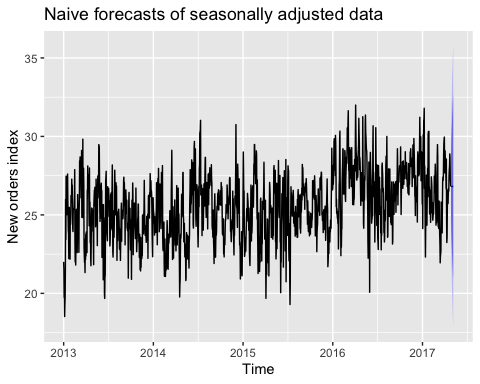 Naive forecasts of seasonally adjusted data
35
30
25
20
New orders index
2013 2014 2015 2016 2017
Time